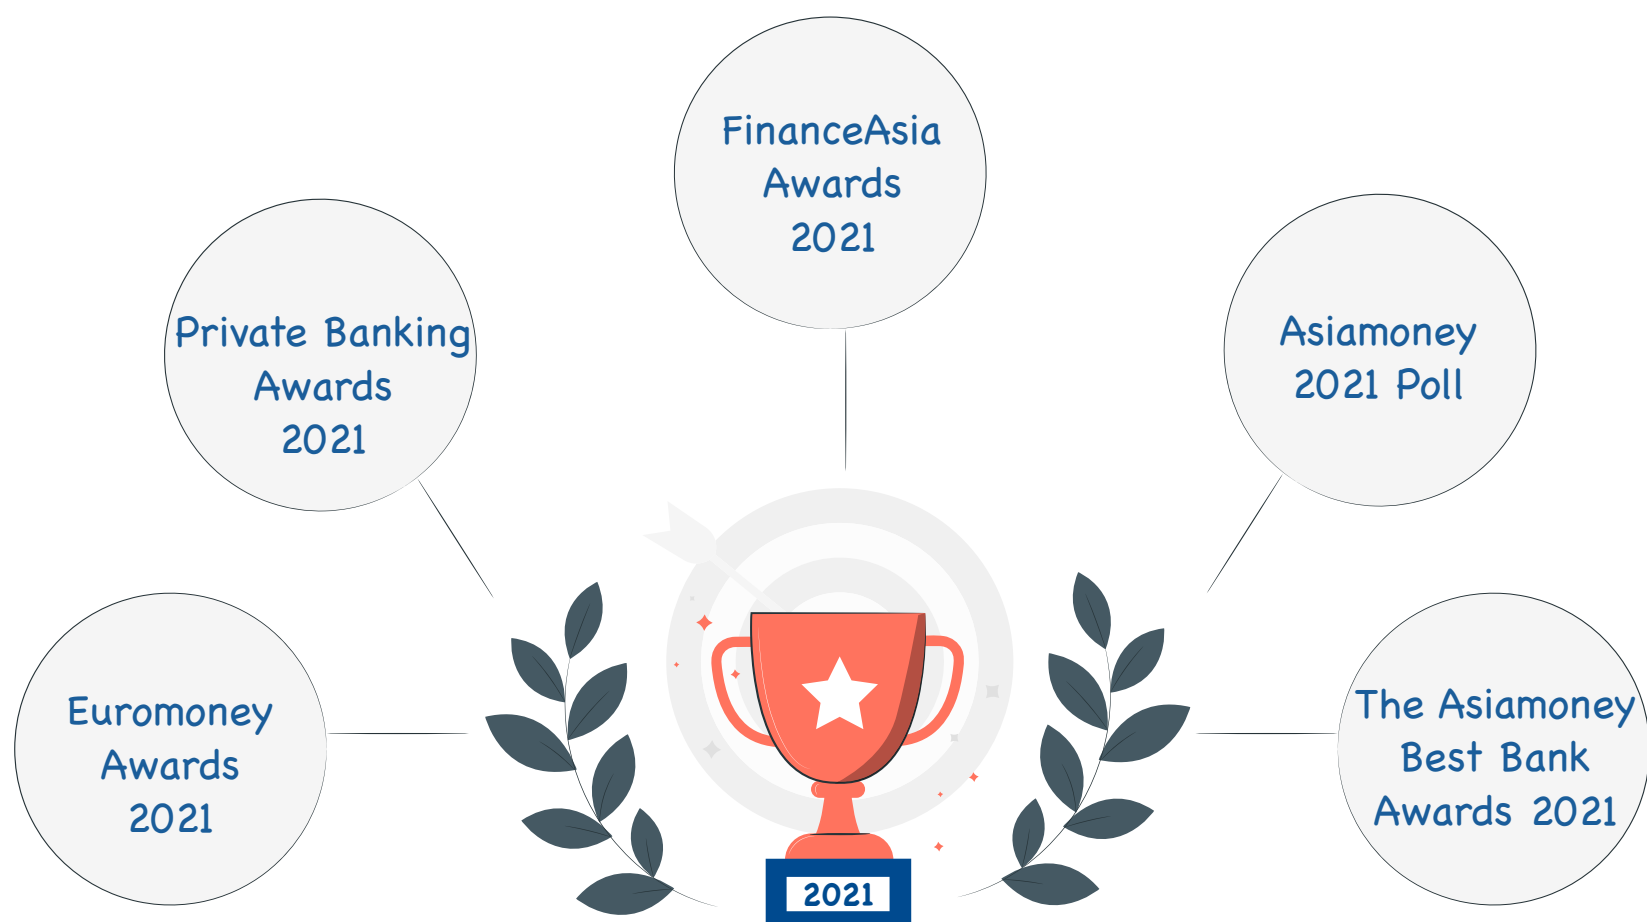 FinanceAsia
Awards
2021
Private Banking
Awards
2021
Asiamoney
2021 Poll
Euromoney
Awards
2021
The Asiamoney
Best Bank
Awards 2021
2021